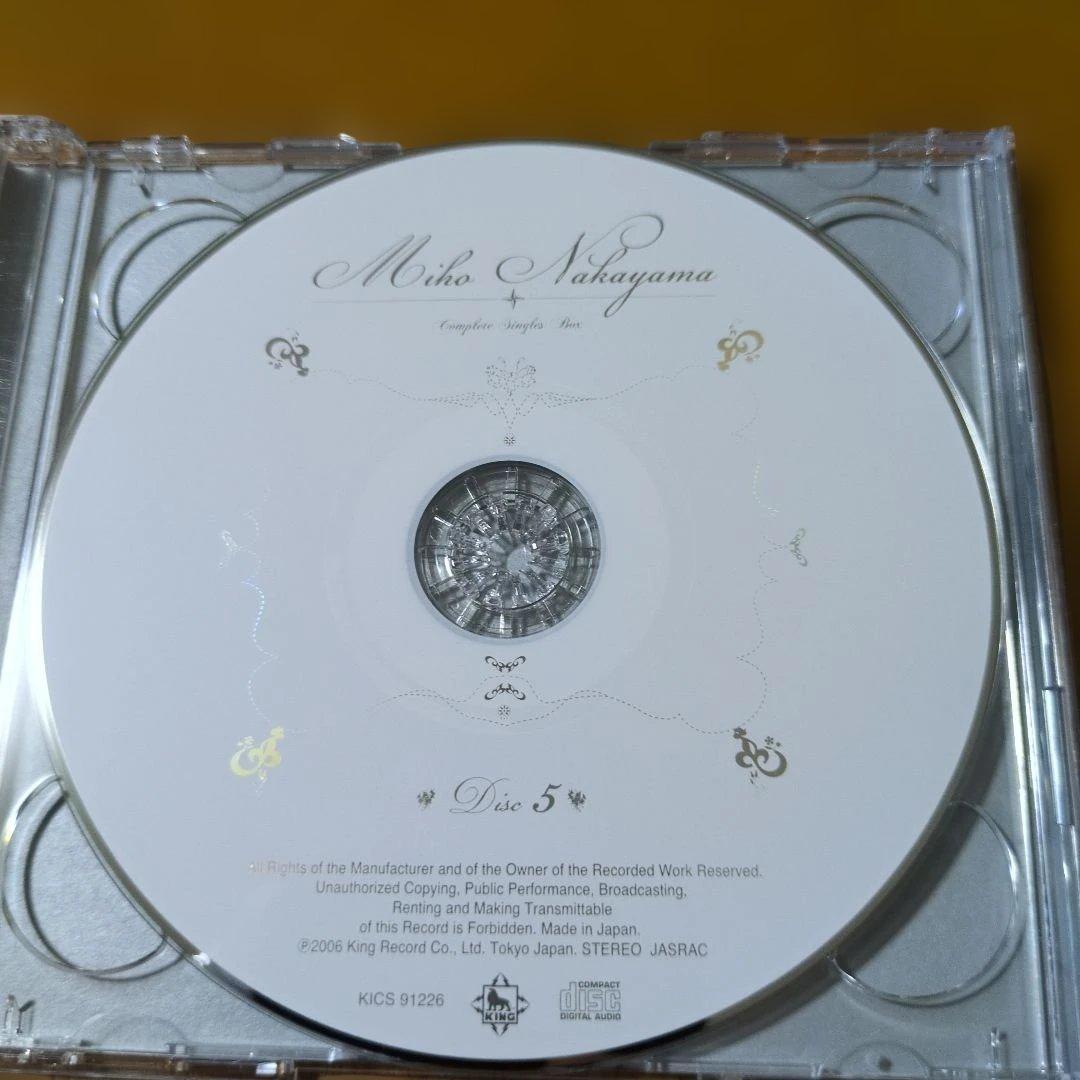 Miho Nakayama
Complete Singles Box
Disc 5
All Rights of the Manufacturer and of the Owner of the Recorded Work Reserved.
Unauthorized Copying, Public Performance, Broadcasting,
Renting and Making Transmittable
of this Record is Forbidden. Made in Japan.
℗2006 King Record Co., Ltd. Tokyo Japan. STEREO JASRAC
KICS 91226
KING
COMPACT
disc
DIGITAL AUDIO